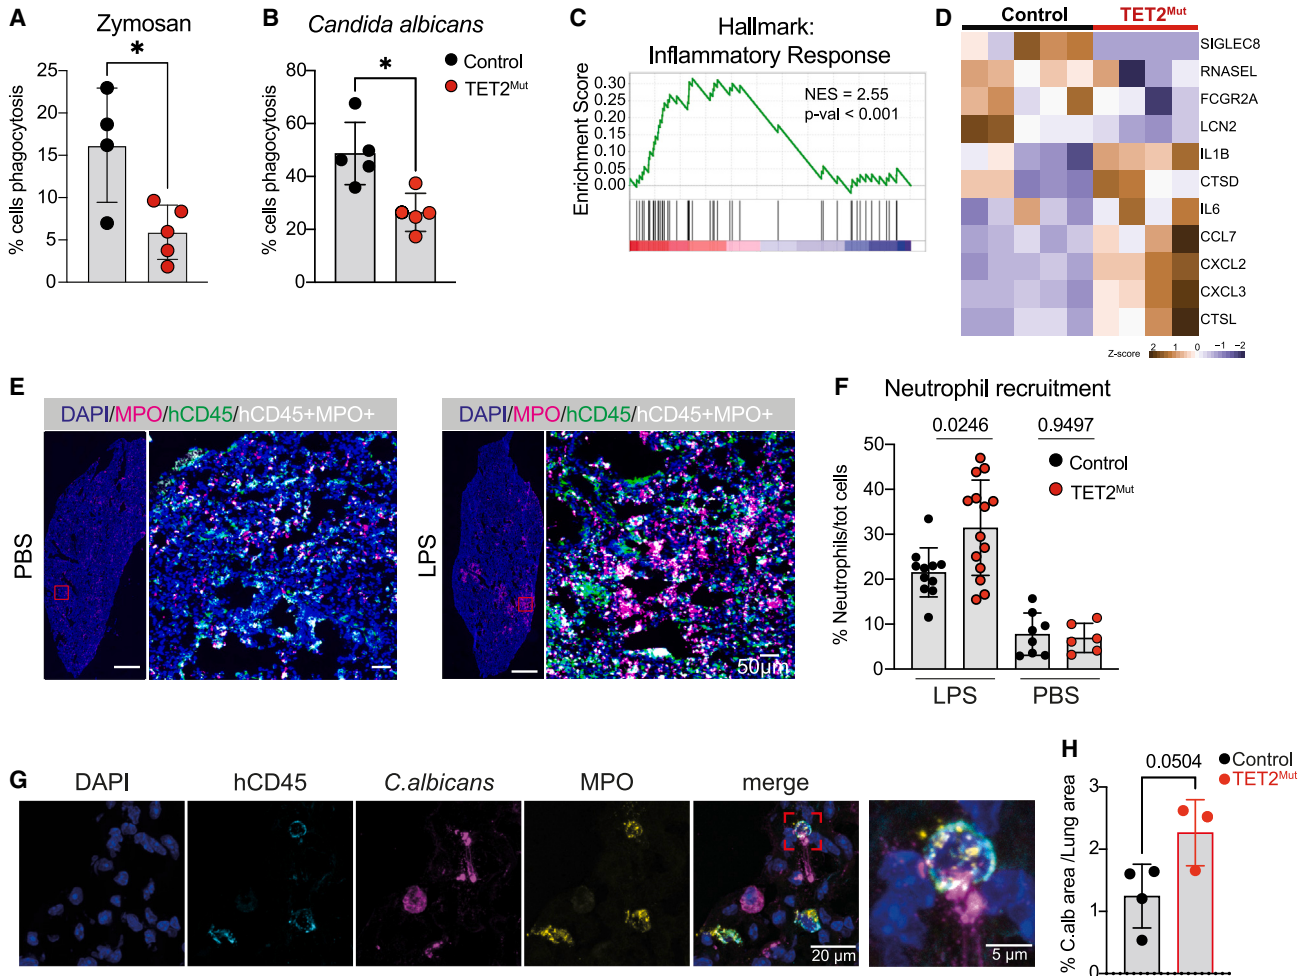 A
Zymosan
*
% cells phagocytosis
25
20
15
10
5
0
B
Candida albicans
*
Control
TET2Mut
% cells phagocytosis
80
60
40
20
0
C
Hallmark:
Inflammatory Response
NES = 2.55
p-val < 0.001
Enrichment Score
0.30
0.25
0.20
0.15
0.10
0.05
0.00
D
Control
TET2Mut
SIGLEC8
RNASEL
FCGR2A
LCN2
IL1B
CTSD
IL6
CCL7
CXCL2
CXCL3
CTSL
Z-score
2 1 0 −1 −2
E
DAPI/MPO/hCD45/hCD45+MPO+
PBS
DAPI/MPO/hCD45/hCD45+MPO+
LPS
50µm
F
Neutrophil recruitment
0.0246
0.9497
Control
TET2Mut
% Neutrophils/tot cells
50
40
30
20
10
0
LPS
PBS
G
DAPI
hCD45
C.albicans
MPO
merge
20 µm
5 µm
H
0.0504
Control
TET2Mut
% C.alb area /Lung area
3
2
1
0